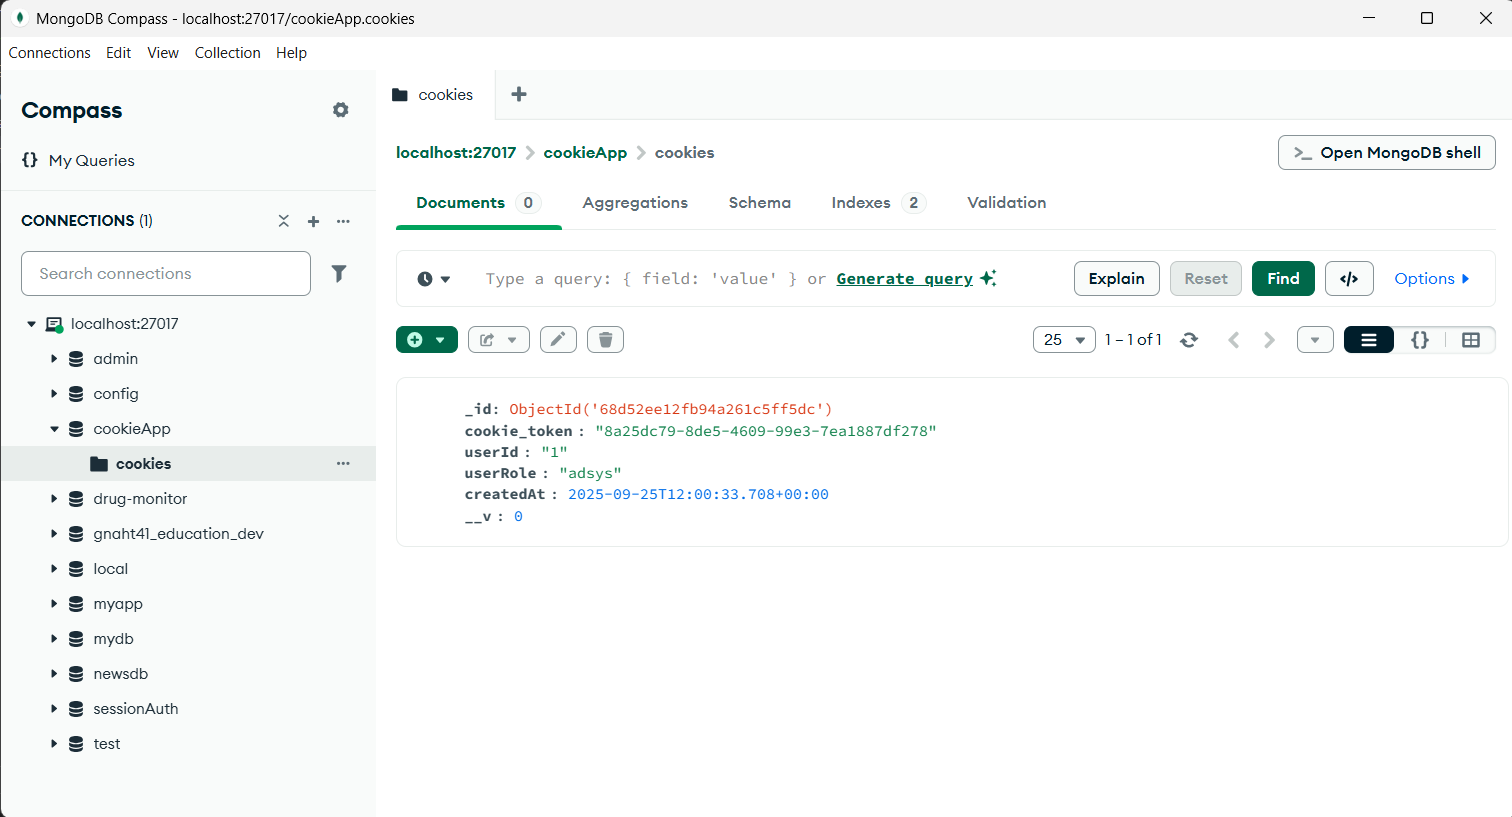 MongoDB Compass - localhost:27017/cookieApp.cookies
Connections Edit View Collection Help
Compass
{} My Queries
CONNECTIONS (1)
Search connections
localhost:27017
admin
config
cookieApp
cookies
drug-monitor
gnaht41_education_dev
local
myapp
mydb
newsdb
sessionAuth
test
cookies
localhost:27017 > cookieApp > cookies
>_ Open MongoDB shell
Documents 0 Aggregations Schema Indexes 2 Validation
Type a query: { field: 'value' } or Generate query
Explain Reset Find </> Options
25 1 – 1 of 1 {}
_id: ObjectId('68d52ee12fb94a261c5ff5dc')
cookie_token : "8a25dc79-8de5-4609-99e3-7ea1887df278"
userId : "1"
userRole : "adsys"
createdAt : 2025-09-25T12:00:33.708+00:00
__v : 0